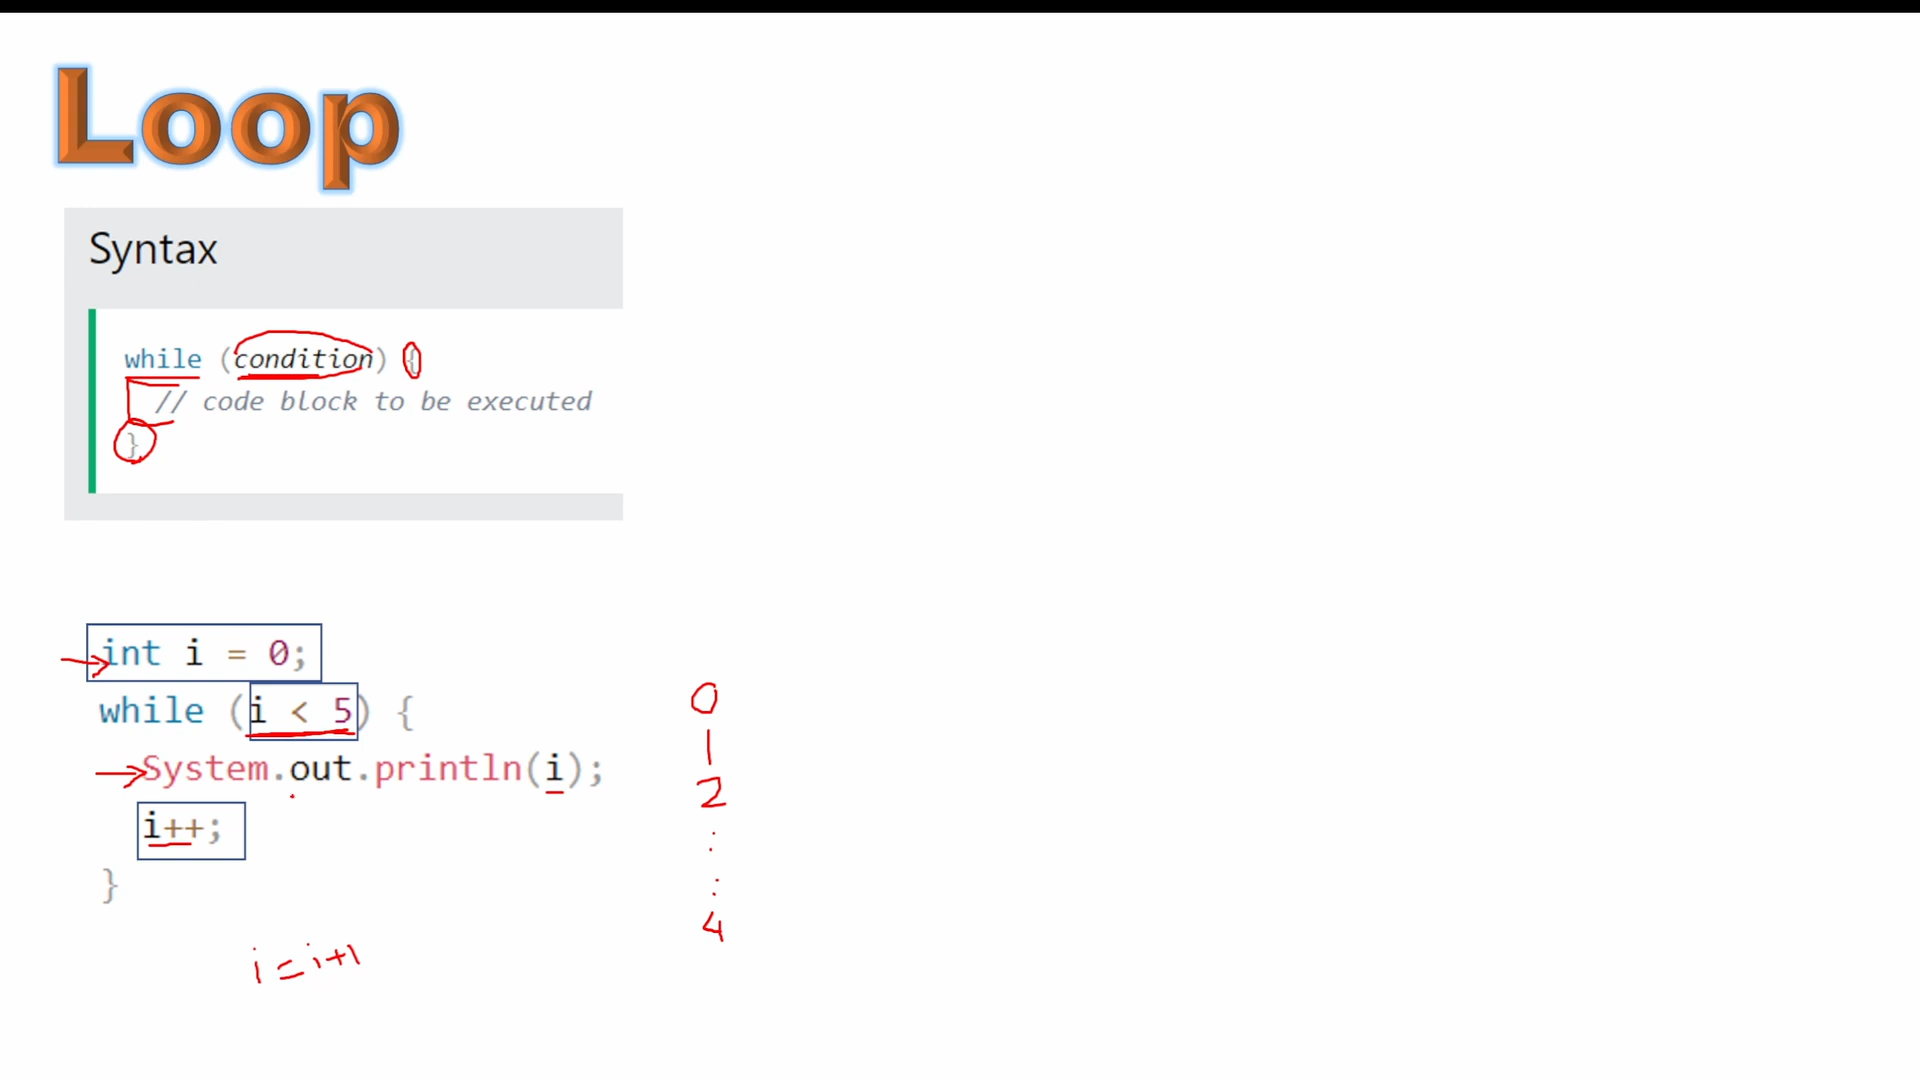 Loop
Syntax
while (condition) {
// code block to be executed
}
int i = 0;
while (i < 5) {
System.out.println(i);
i++;
}
i = i+1
0
1
2
:
:
4